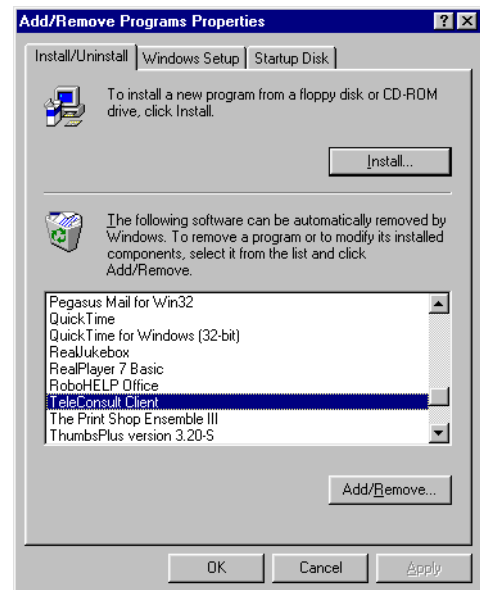 Add/Remove Programs Properties
Install/Uninstall
Windows Setup
Startup Disk
To install a new program from a floppy disk or CD-ROM
drive, click Install.
Install...
The following software can be automatically removed by
Windows. To remove a program or to modify its installed
components, select it from the list and click
Add/Remove.
Pegasus Mail for Win32
QuickTime
QuickTime for Windows (32-bit)
RealJukebox
RealPlayer 7 Basic
RoboHELP Office
TeleConsult Client
The Print Shop Ensemble III
ThumbsPlus version 3.20-S
Add/Remove...
OK
Cancel
Apply